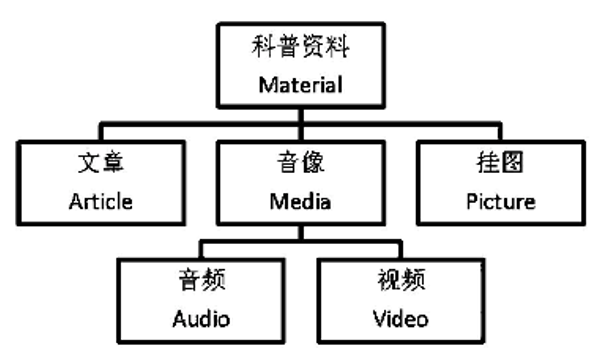 科普资料
Material
文章
Article
音像
Media
挂图
Picture
音频
Audio
视频
Video